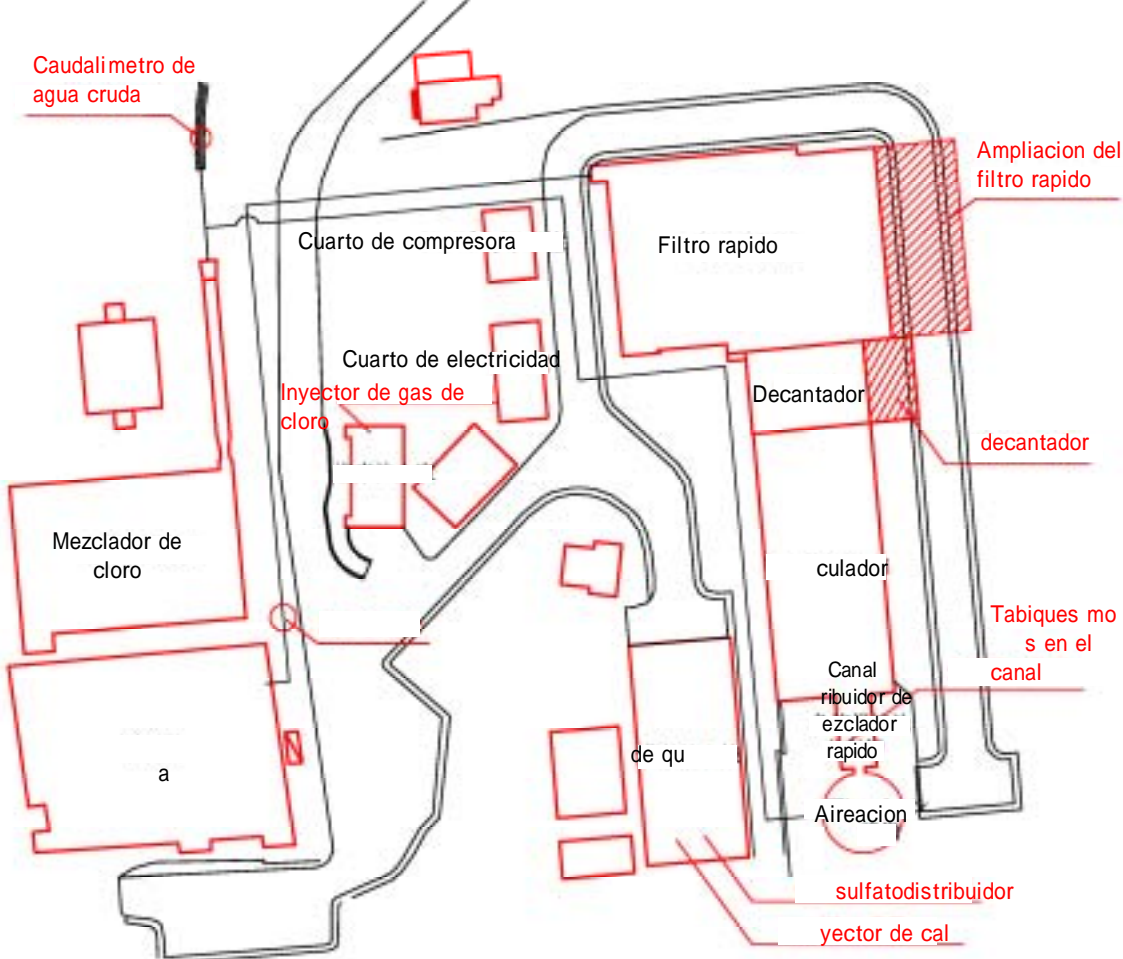 Caudalimetro de
agua cruda
Ampliacion del
filtro rapido
Cuarto de compresora
Filtro rapido
Cuarto de electricidad
Inyector de gas de
cloro
Decantador
decantador
Mezclador de
cloro
culador
Tabiques mo
s en el
canal
Canal
ribuidor de
ezclador
rapido
de qu
a
Aireacion
sulfatodistribuidor
yector de cal